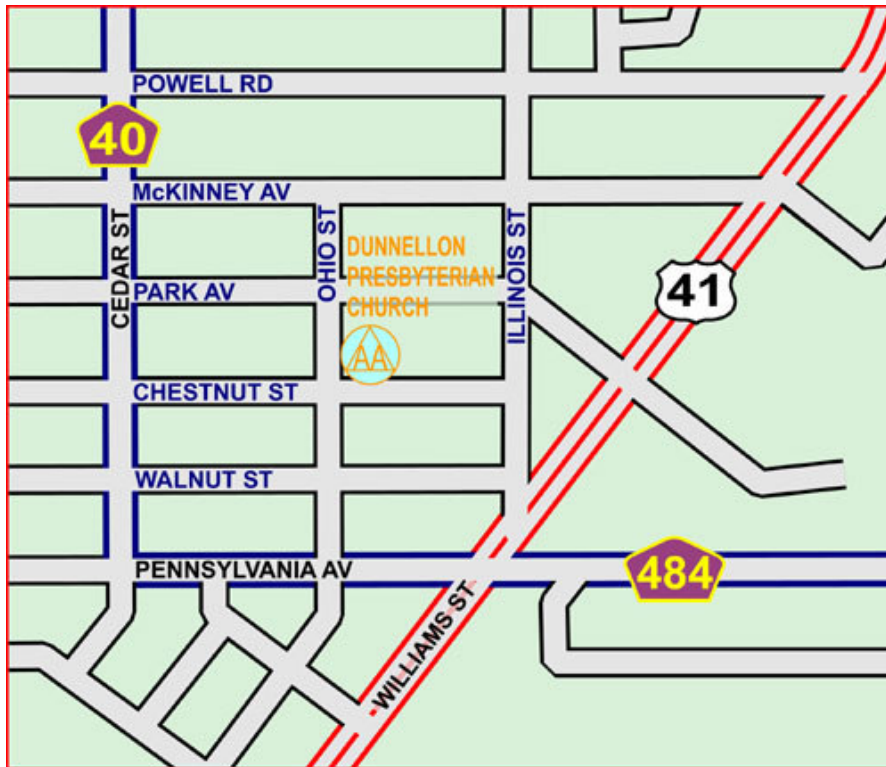 POWELL RD
40
McKINNEY AV
CEDAR ST
OHIO ST
DUNNELLON
PRESBYTERIAN
CHURCH
ILLINOIS ST
41
PARK AV
AA
CHESTNUT ST
WALNUT ST
PENNSYLVANIA AV
484
WILLIAMS ST